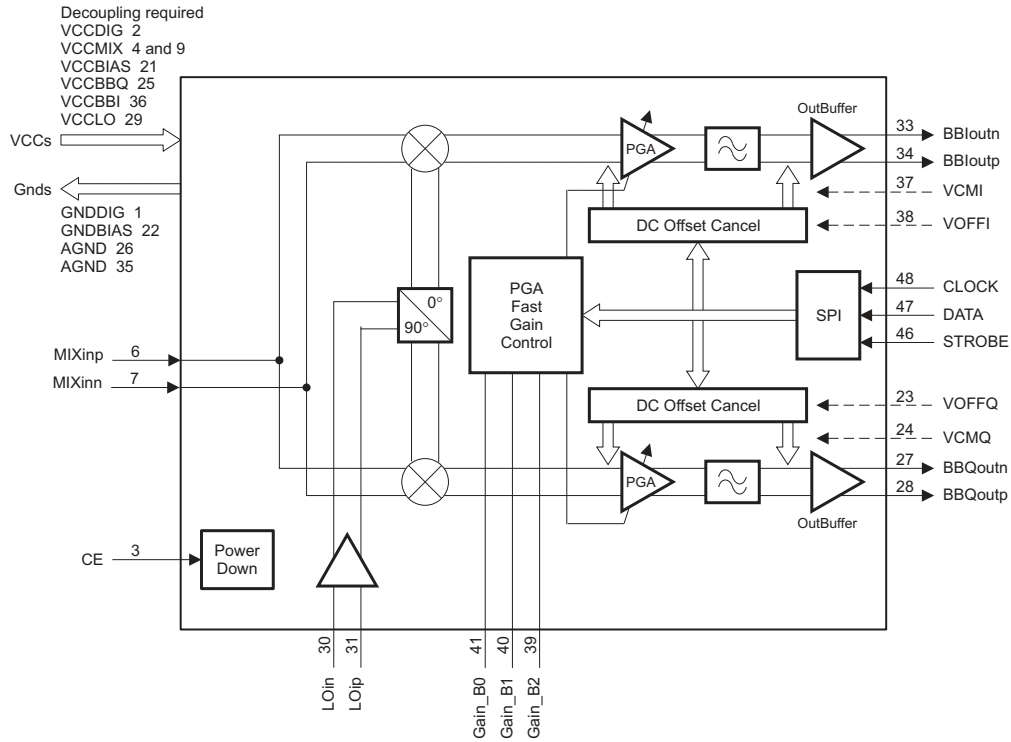 Decoupling required
VCCDIG 2
VCCMIX 4 and 9
VCCBIAS 21
VCCBBQ 25
VCCBBI 36
VCCLO 29
VCCs
Gnds
GNDDIG 1
GNDBIAS 22
AGND 26
AGND 35
MIXinp 6
MIXinn 7
CE 3
Power
Down
0°
90°
30
LOin
31
LOip
PGA
Fast
Gain
Control
41
Gain_B0
40
Gain_B1
39
Gain_B2
PGA
OutBuffer
DC Offset Cancel
SPI
DC Offset Cancel
PGA
OutBuffer
33 BBIoutn
34 BBIoutp
37 VCMI
38 VOFFI
48 CLOCK
47 DATA
46 STROBE
23 VOFFQ
24 VCMQ
27 BBQoutn
28 BBQoutp